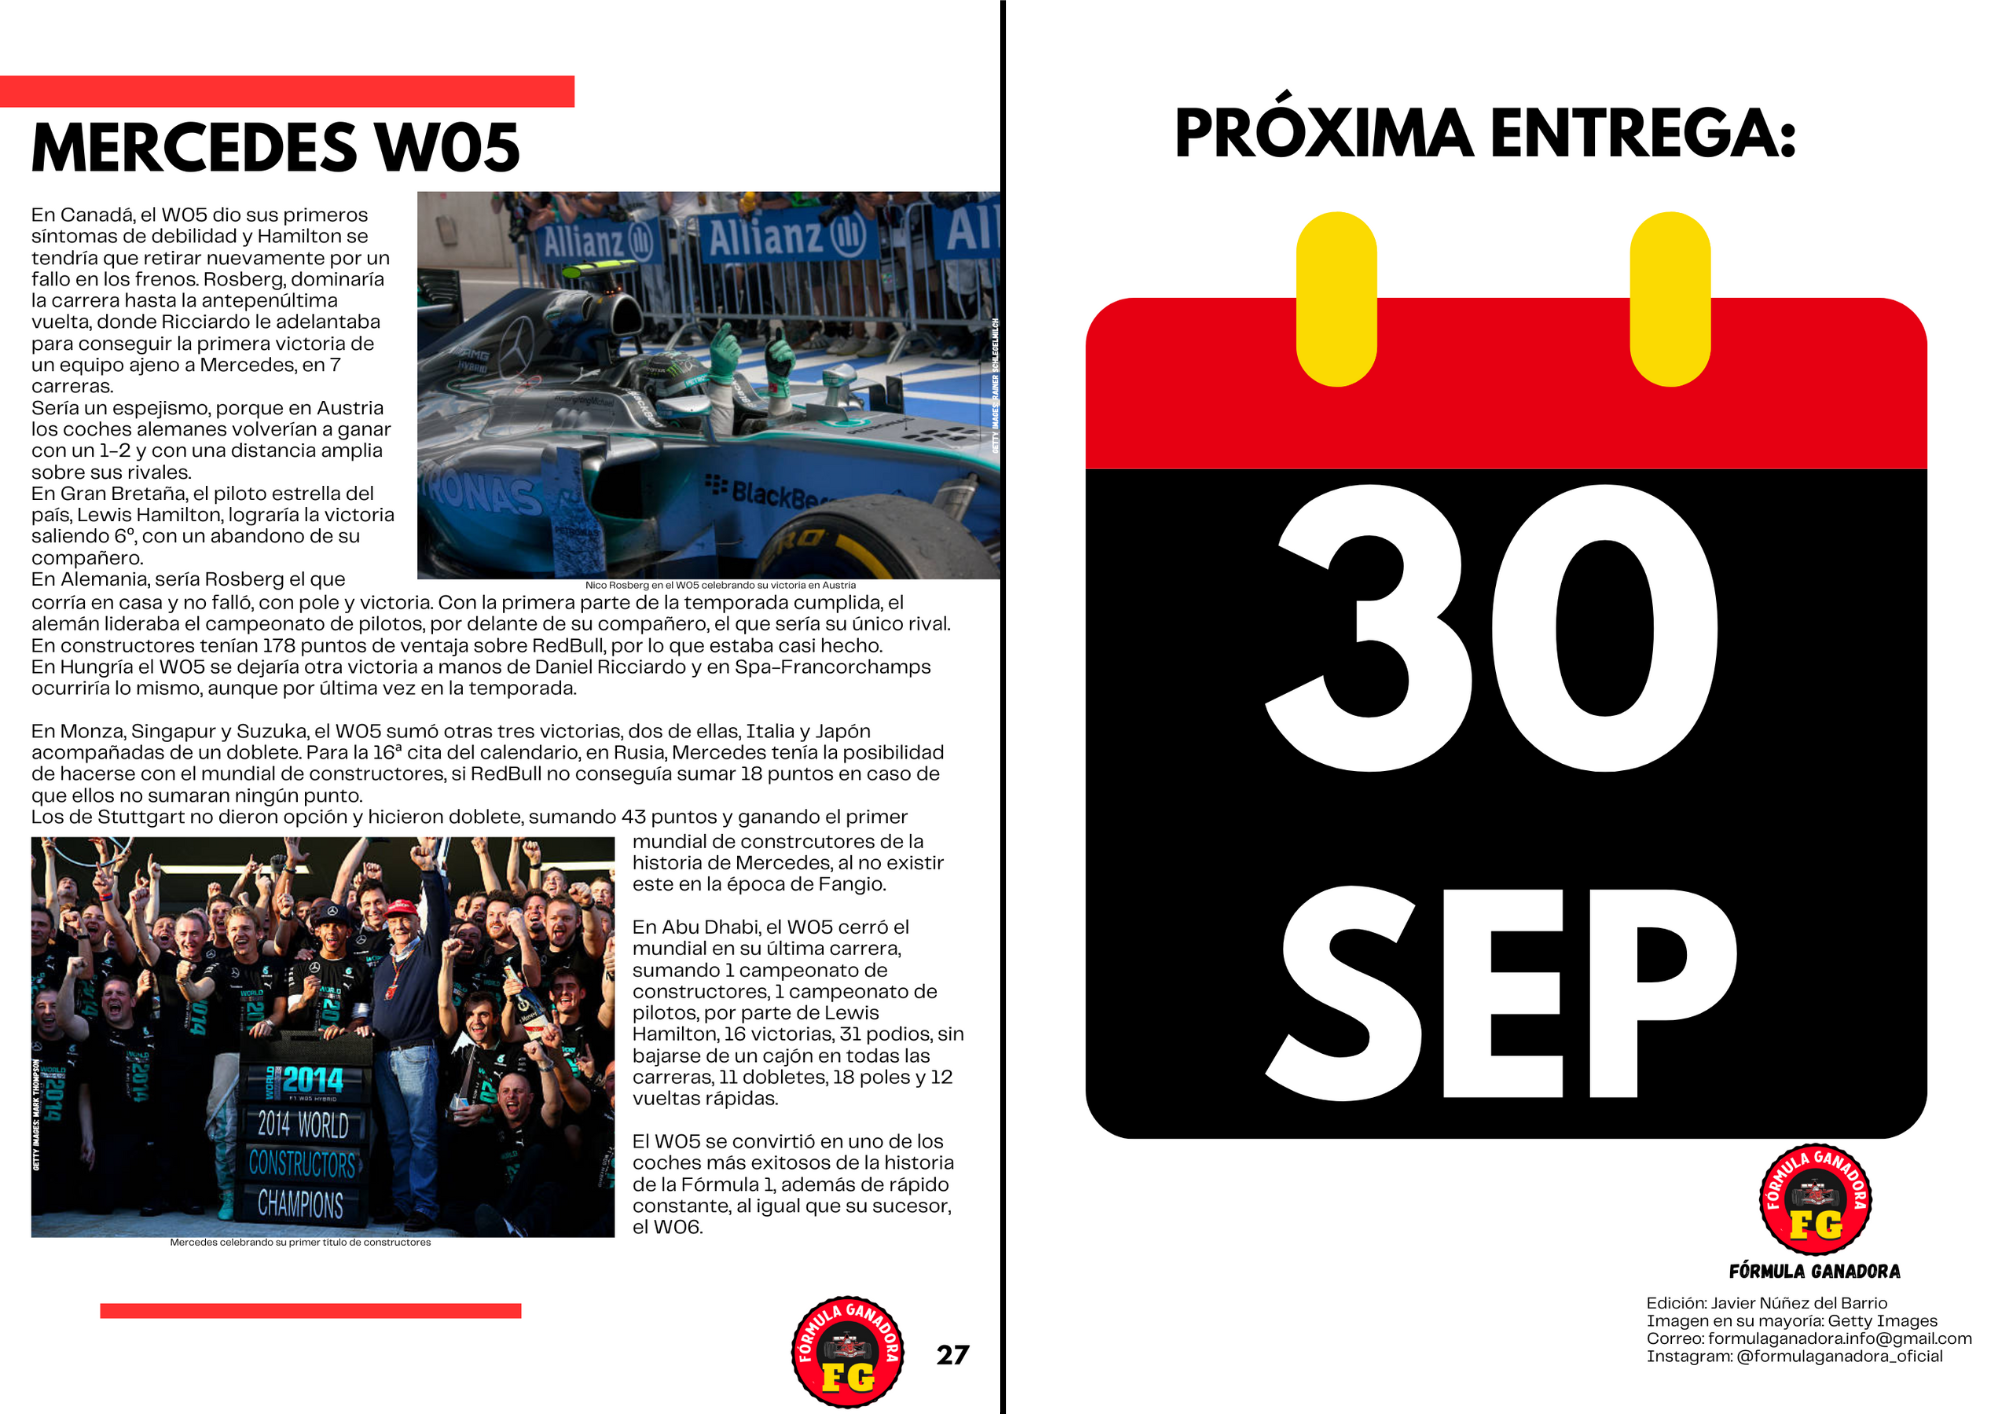 MERCEDES W05
En Canadá, el W05 dio sus primeros
síntomas de debilidad y Hamilton se
tendría que retirar nuevamente por un
fallo en los frenos. Rosberg, dominaría
la carrera hasta la antepenúltima
vuelta, donde Ricciardo le adelantaba
para conseguir la primera victoria de
un equipo ajeno a Mercedes, en 7
carreras.
Sería un espejismo, porque en Austria
los coches alemanes volverían a ganar
con un 1-2 y con una distancia amplia
sobre sus rivales.
En Gran Bretaña, el piloto estrella del
país, Lewis Hamilton, lograría la victoria
saliendo 6º, con un abandono de su
compañero.
En Alemania, sería Rosberg el que
corría en casa y no falló, con pole y victoria. Con la primera parte de la temporada cumplida, el
alemán lideraba el campeonato de pilotos, por delante de su compañero, el que sería su único rival.
En constructores tenían 178 puntos de ventaja sobre RedBull, por lo que estaba casi hecho.
En Hungría el W05 se dejaría otra victoria a manos de Daniel Ricciardo y en Spa-Francorchamps
ocurriría lo mismo, aunque por última vez en la temporada.
Allianz
Allianz
Al
AMG
HYBRID
PETRONAS
BlackBe
GETTY IMAGES: RAINER SCHLEGELMILCH
Nico Rosberg en el W05 celebrando su victoria en Austria
En Monza, Singapur y Suzuka, el W05 sumó otras tres victorias, dos de ellas, Italia y Japón
acompañadas de un doblete. Para la 16ª cita del calendario, en Rusia, Mercedes tenía la posibilidad
de hacerse con el mundial de constructores, si RedBull no conseguía sumar 18 puntos en caso de
que ellos no sumaran ningún punto.
Los de Stuttgart no dieron opción y hicieron doblete, sumando 43 puntos y ganando el primer
mundial de constrcutores de la
historia de Mercedes, al no existir
este en la época de Fangio.
En Abu Dhabi, el W05 cerró el
mundial en su última carrera,
sumando 1 campeonato de
constructores, 1 campeonato de
pilotos, por parte de Lewis
Hamilton, 16 victorias, 31 podios, sin
bajarse de un cajón en todas las
carreras, 11 dobletes, 18 poles y 12
vueltas rápidas.
El W05 se convirtió en uno de los
coches más exitosos de la historia
de la Fórmula 1, además de rápido
constante, al igual que su sucesor,
el W06.
GETTY IMAGES: MARK THOMPSON
WORLD
2014
F1 W05 HYBRID
2014 WORLD
CONSTRUCTORS
CHAMPIONS
Mercedes celebrando su primer titulo de constructores
FÓRMULA GANADORA
FG
27
PRÓXIMA ENTREGA:
30
SEP
FÓRMULA GANADORA
FG
FÓRMULA GANADORA
Edición: Javier Núñez del Barrio
Imagen en su mayoría: Getty Images
Correo: formulaganadora.info@gmail.com
Instagram: @formulaganadora_oficial